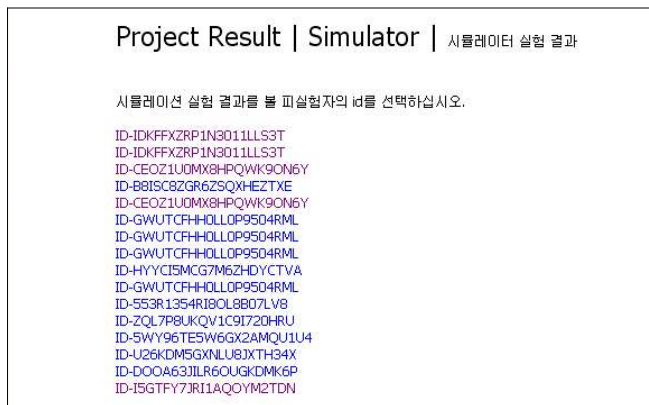 Project Result | Simulator | 시뮬레이터 실험 결과
시뮬레이션 실험 결과를 볼 피실험자의 id를 선택하십시오.
ID-IDKFFXZRP1N3011LLS3T
ID-IDKFFXZRP1N3011LLS3T
ID-CEOZ1U0MX8HPQWK9ON6Y
ID-B8ISC8ZGR6ZSQXHEZTXE
ID-CEOZ1U0MX8HPQWK9ON6Y
ID-GWUTCFHH0LL0P9504RML
ID-GWUTCFHH0LL0P9504RML
ID-GWUTCFHH0LL0P9504RML
ID-HYYCI5MCG7M6ZHDYCTVA
ID-GWUTCFHH0LL0P9504RML
ID-553R1354RI8OL8B07LV8
ID-ZQL7P8UKQV1C9I720HRU
ID-5WY96TE5W6GX2AMQU1U4
ID-U26KDM5GXNLU8JXTH34X
ID-DOOA63JILR6OUGKDMK6P
ID-I5GTFY7JRI1AQOYM2TDN